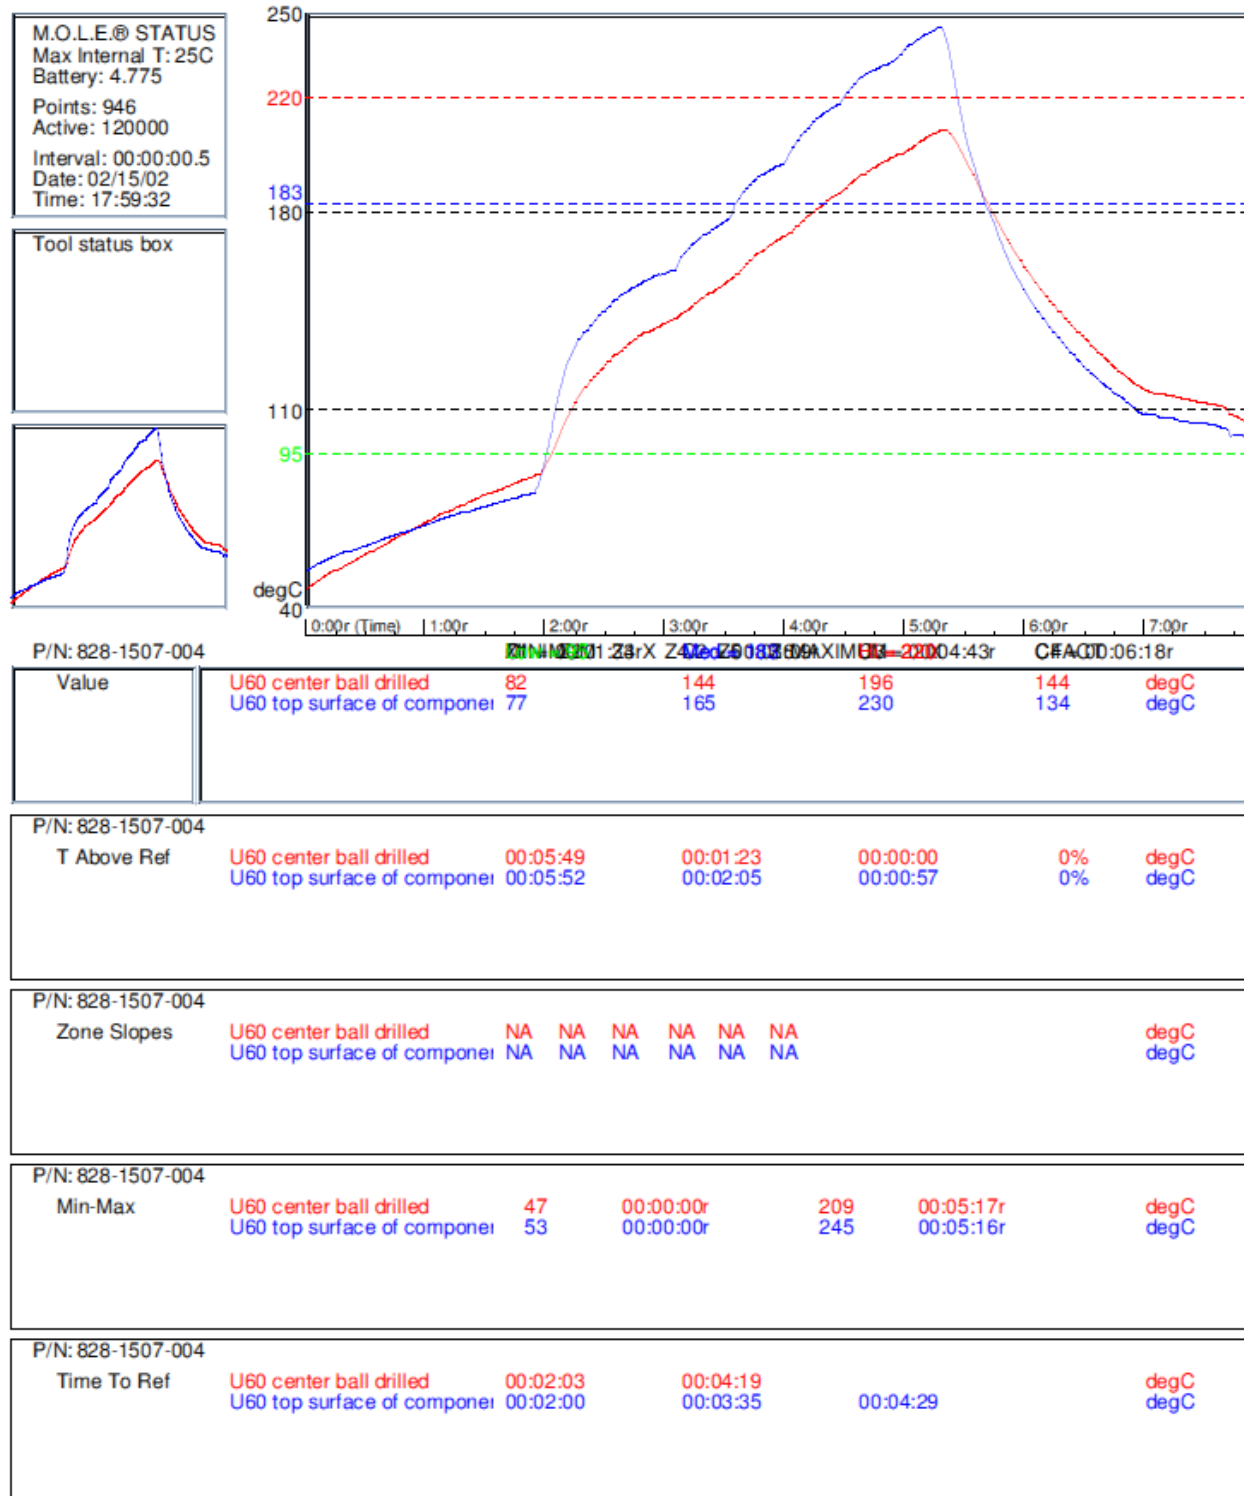 M.O.L.E.® STATUS
Max Internal T: 25C
Battery: 4.775
Points: 946
Active: 120000
Interval: 00:00:00.5
Date: 02/15/02
Time: 17:59:32
Tool status box
250
220
183
180
110
95
degC
40
0:00r (Time) 1:00r 2:00r 3:00r 4:00r 5:00r 6:00r 7:00r
P/N: 828-1507-004
Value
U60 center ball drilled 82 144 196 144 degC
U60 top surface of componer 77 165 230 134 degC
P/N: 828-1507-004
T Above Ref
U60 center ball drilled 00:05:49 00:01:23 00:00:00 0% degC
U60 top surface of componer 00:05:52 00:02:05 00:00:57 0% degC
P/N: 828-1507-004
Zone Slopes
U60 center ball drilled NA NA NA NA NA NA degC
U60 top surface of componer NA NA NA NA NA NA degC
P/N: 828-1507-004
Min-Max
U60 center ball drilled 47 00:00:00r 209 00:05:17r degC
U60 top surface of componer 53 00:00:00r 245 00:05:16r degC
P/N: 828-1507-004
Time To Ref
U60 center ball drilled 00:02:03 00:04:19 degC
U60 top surface of componer 00:02:00 00:03:35 00:04:29 degC